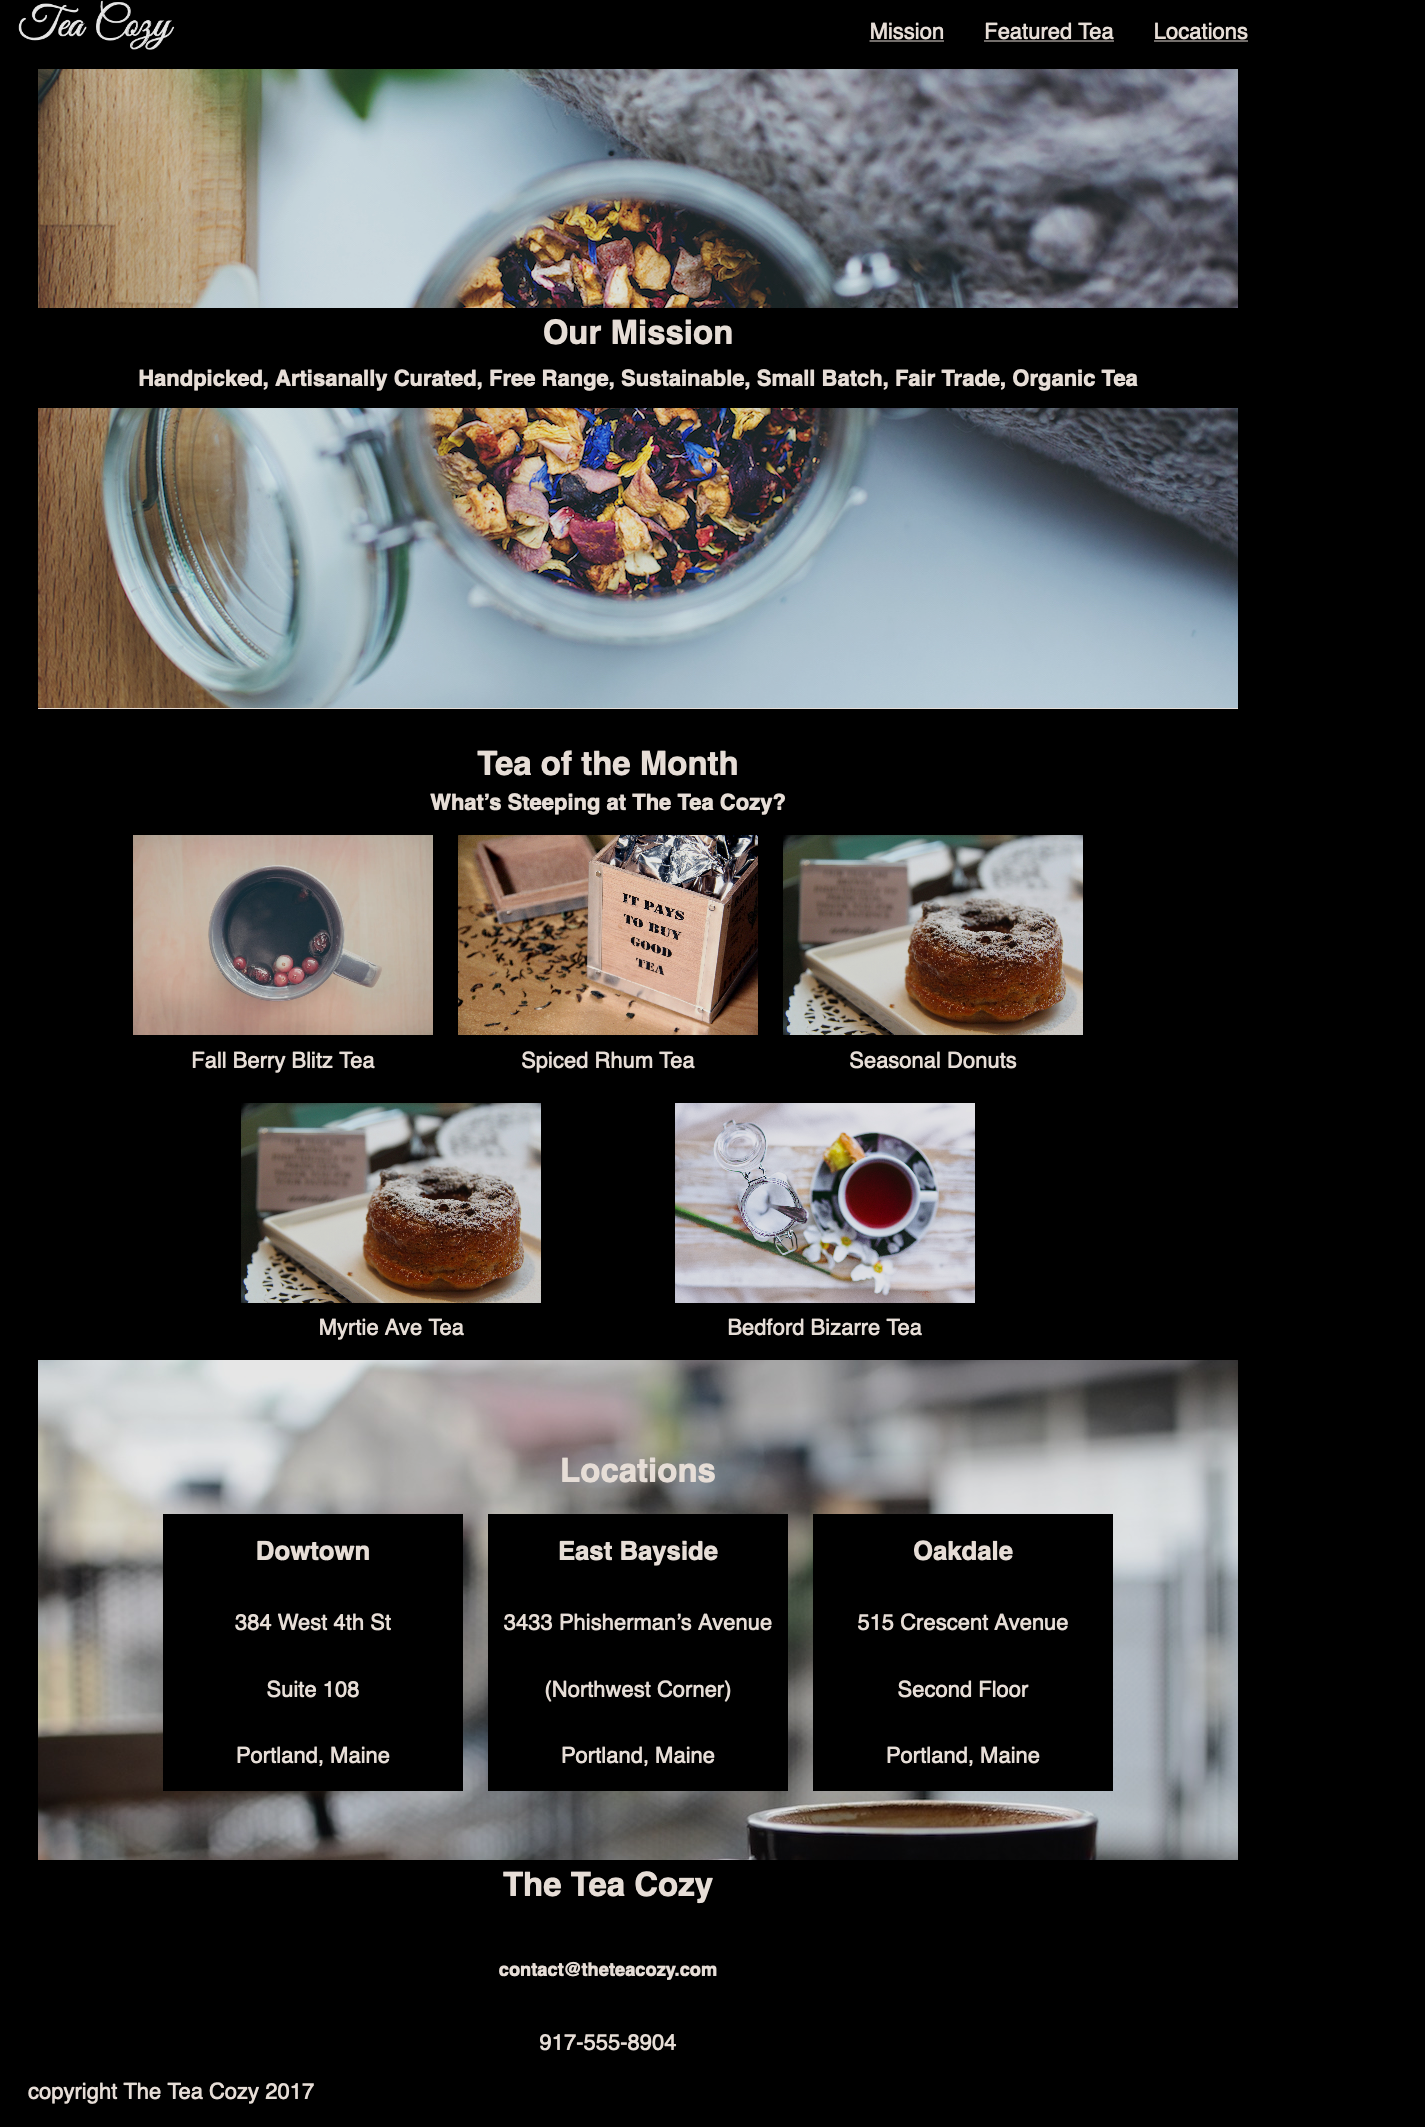 Tea Cozy
Mission Featured Tea Locations
Our Mission
Handpicked, Artisanally Curated, Free Range, Sustainable, Small Batch, Fair Trade, Organic Tea
Tea of the Month
What’s Steeping at The Tea Cozy?
IT PAYS
TO BUY
GOOD
TEA
Fall Berry Blitz Tea
Spiced Rhum Tea
Seasonal Donuts
Myrtie Ave Tea
Bedford Bizarre Tea
Locations
Dowtown
384 West 4th St
Suite 108
Portland, Maine
East Bayside
3433 Phisherman’s Avenue
(Northwest Corner)
Portland, Maine
Oakdale
515 Crescent Avenue
Second Floor
Portland, Maine
The Tea Cozy
contact@theteacozy.com
917-555-8904
copyright The Tea Cozy 2017